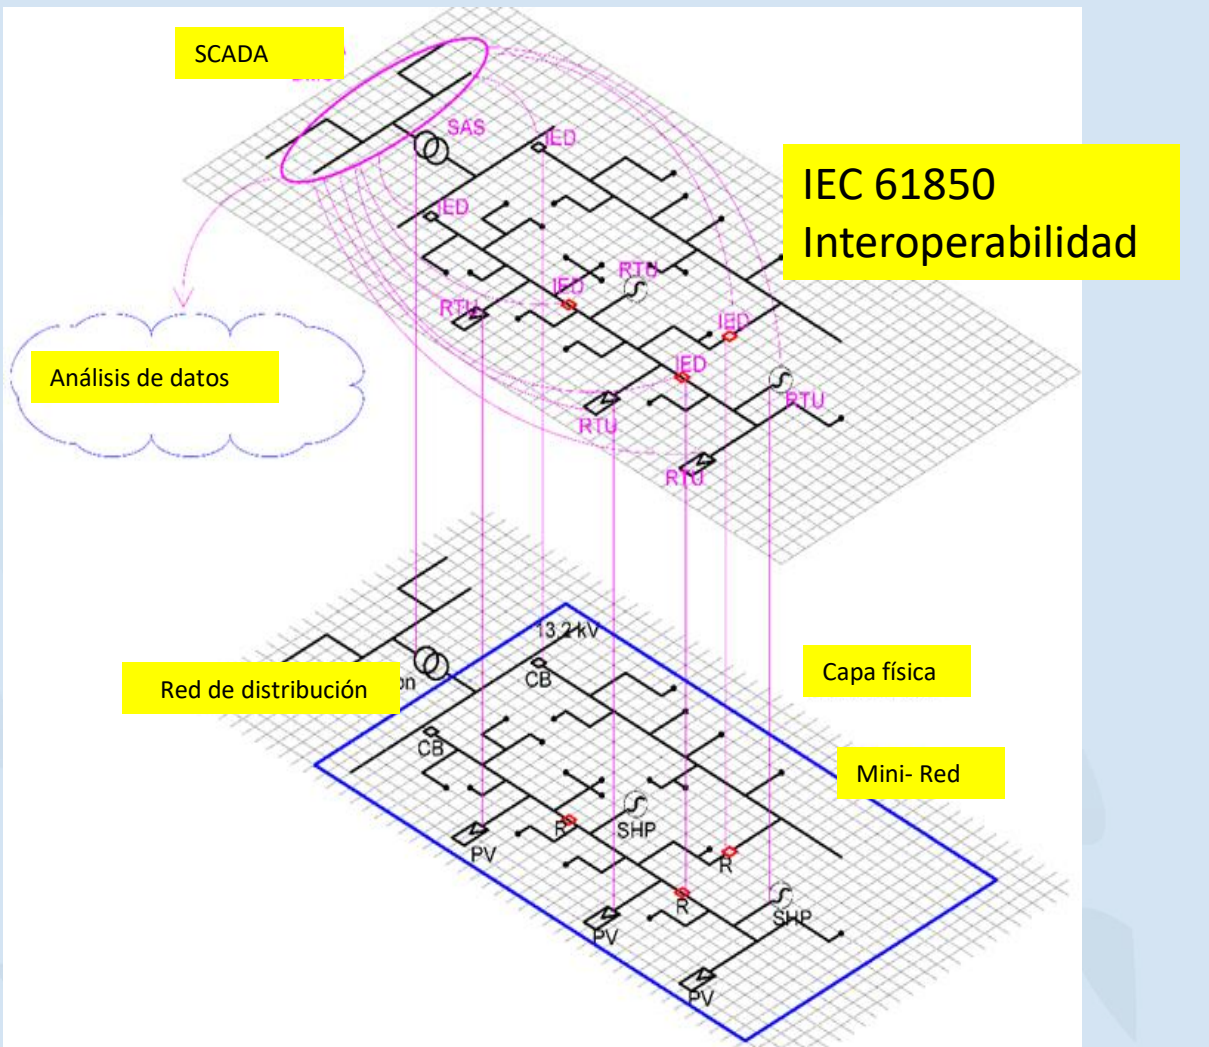 SCADA
SAS
IED
IEC 61850
Interoperabilidad
IED
RTU
IED
RTU
IED
Análisis de datos
IED
RTU
RTU
RTU
13.2 kV
Capa física
CB
Red de distribución
CB
Mini- Red
R
SHP
PV
R
R
SHP
PV
PV